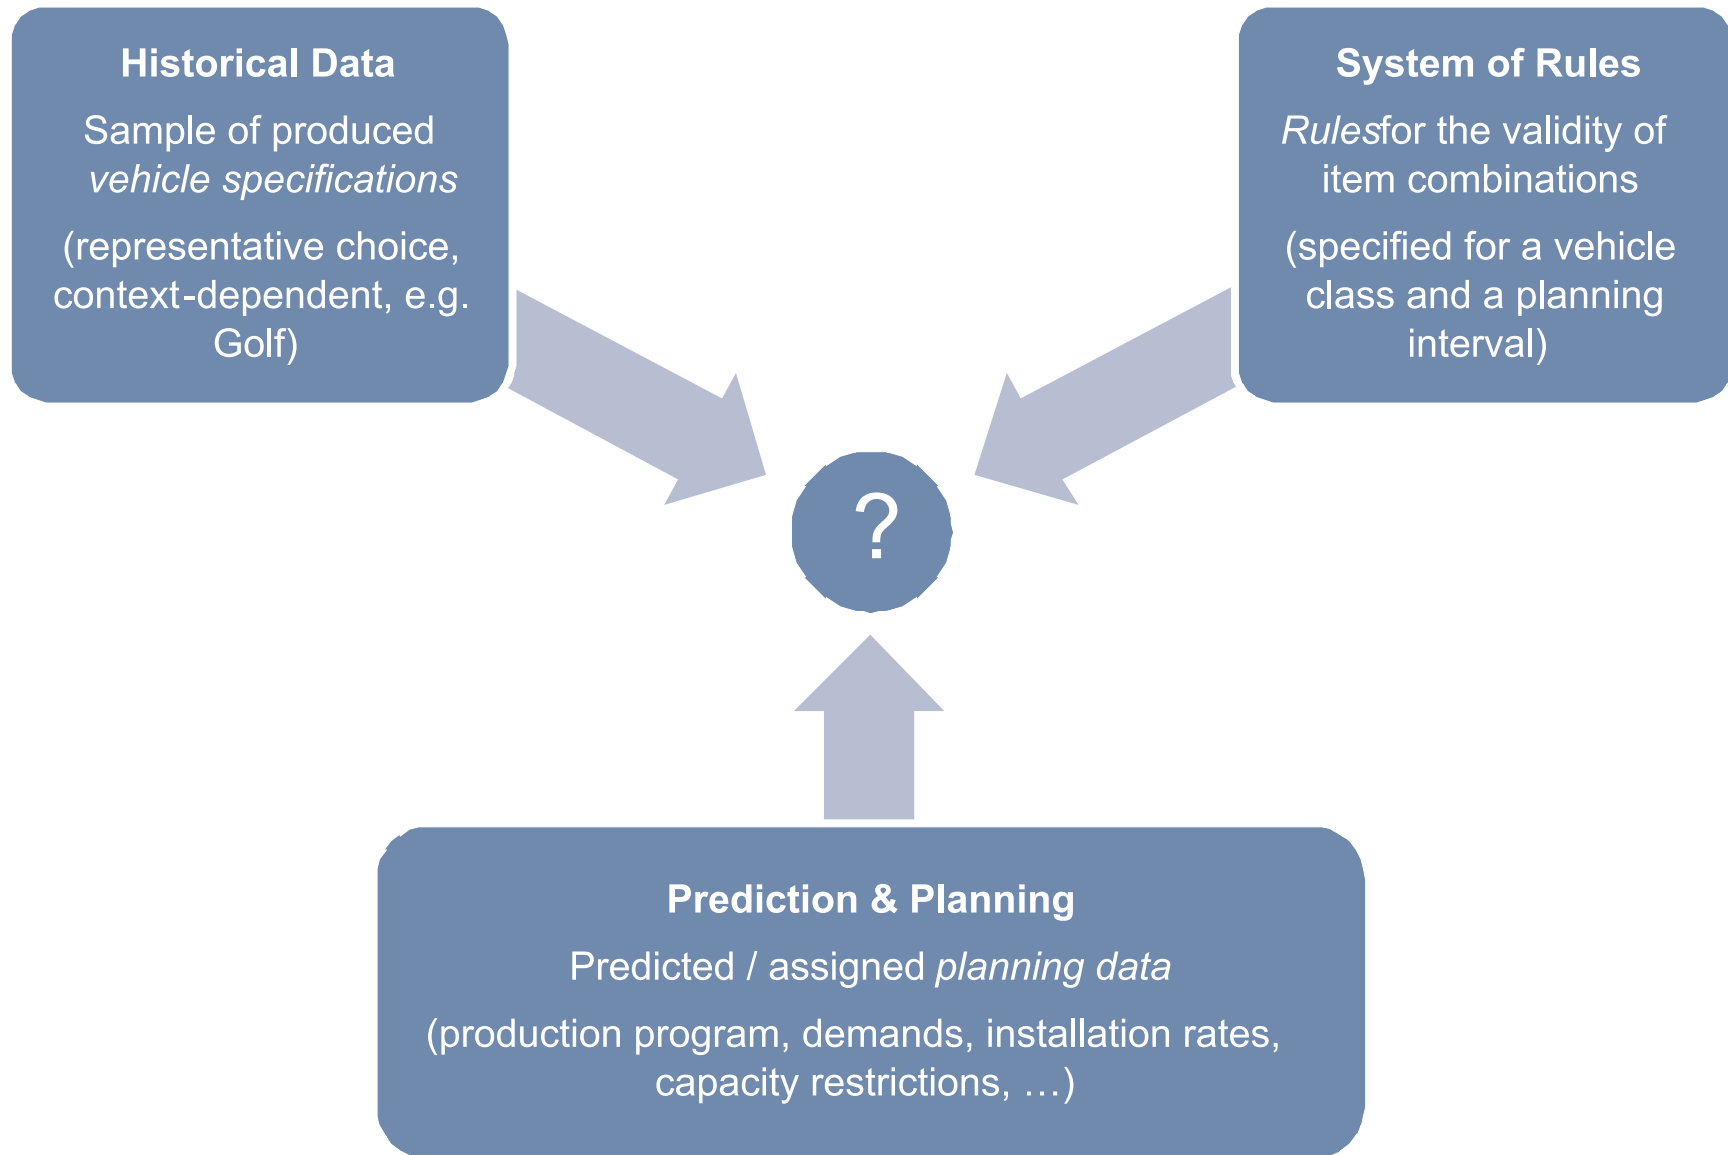 Historical Data
Sample of produced
vehicle specifications
(representative choice,
context-dependent, e.g.
Golf)
System of Rules
Rulesfor the validity of
item combinations
(specified for a vehicle
class and a planning
interval)
?
Prediction & Planning
Predicted / assigned planning data
(production program, demands, installation rates,
capacity restrictions, …)